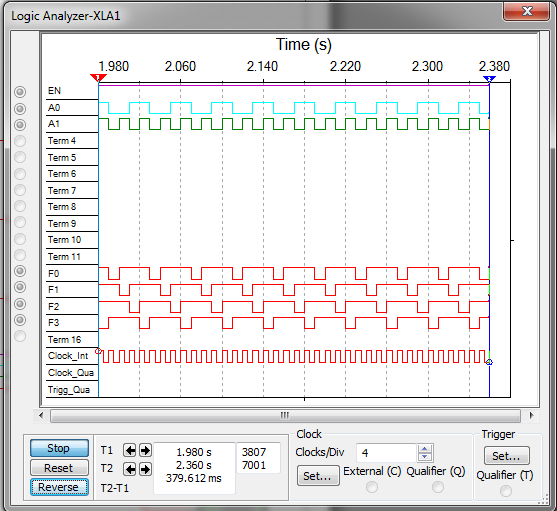 Logic Analyzer-XLA1
Time (s)
1.980 2.060 2.140 2.220 2.300 2.380
1 2
EN
A0
A1
Term 4
Term 5
Term 6
Term 7
Term 8
Term 9
Term 10
Term 11
F0
F1
F2
F3
Term 16
Clock_Int
Clock_Qua
Trigg_Qua
Stop
Reset
Reverse
T1 1.980 s 3807
T2 2.360 s 7001
T2-T1 379.612 ms
Clock
Clocks/Div 4
Set... External (C) Qualifier (Q)
Trigger
Set...
Qualifier (T)